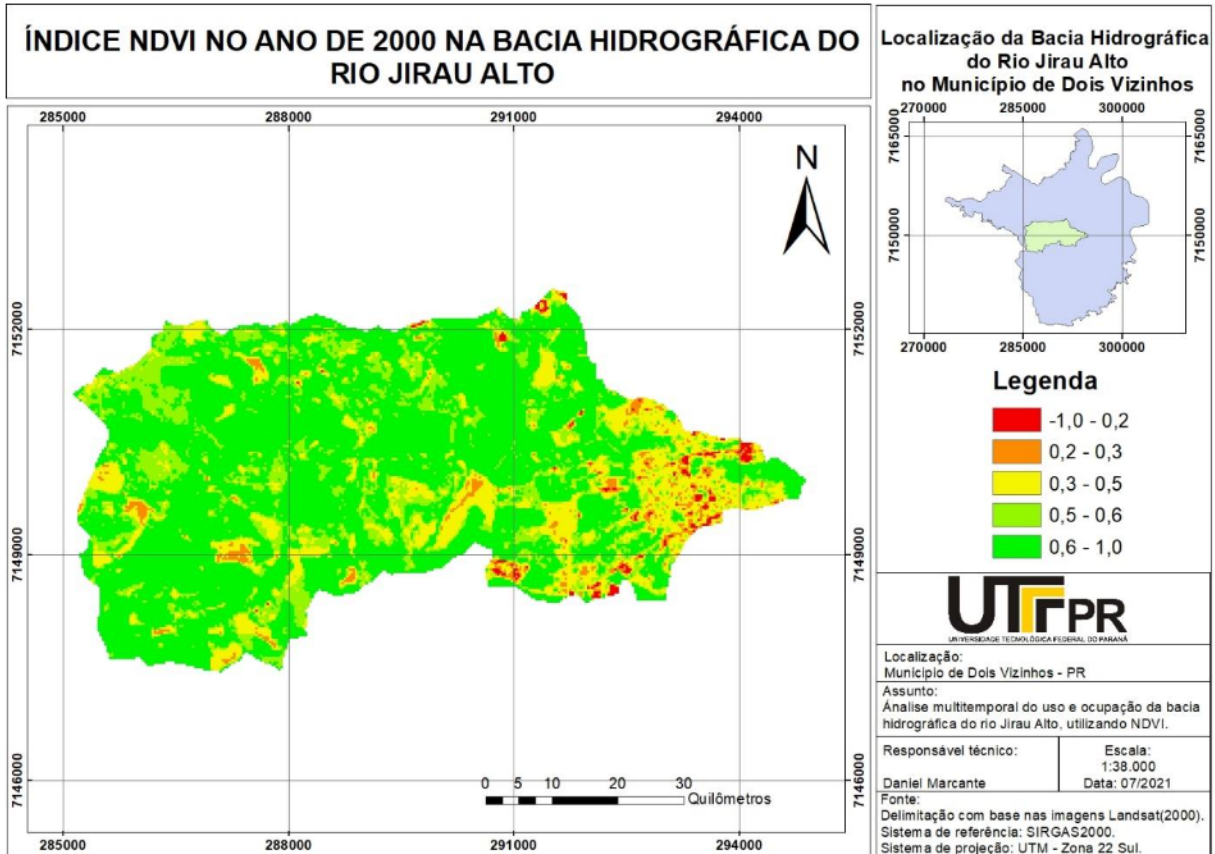 ÍNDICE NDVI NO ANO DE 2000 NA BACIA HIDROGRÁFICA DO
RIO JIRAU ALTO
285000 288000 291000 294000
N
7152000 7152000
7149000 7149000
7146000 7146000
0 5 10 20 30
Quilômetros
285000 288000 291000 294000
Localização da Bacia Hidrográfica
do Rio Jirau Alto
no Município de Dois Vizinhos
270000 285000 300000
7165000 7165000
7150000 7150000
270000 285000 300000
Legenda
-1,0 - 0,2
0,2 - 0,3
0,3 - 0,5
0,5 - 0,6
0,6 - 1,0
UTFPR
UNIVERSIDADE TECNOLÓGICA FEDERAL DO PARANÁ
Localização:
Município de Dois Vizinhos - PR
Assunto:
Ánalise multitemporal do uso e ocupação da bacia
hidrográfica do rio Jirau Alto, utilizando NDVI.
Responsável técnico:
Daniel Marcante
Escala:
1:38.000
Data: 07/2021
Fonte:
Delimitação com base nas imagens Landsat(2000).
Sistema de referência: SIRGAS2000.
Sistema de projeção: UTM - Zona 22 Sul.